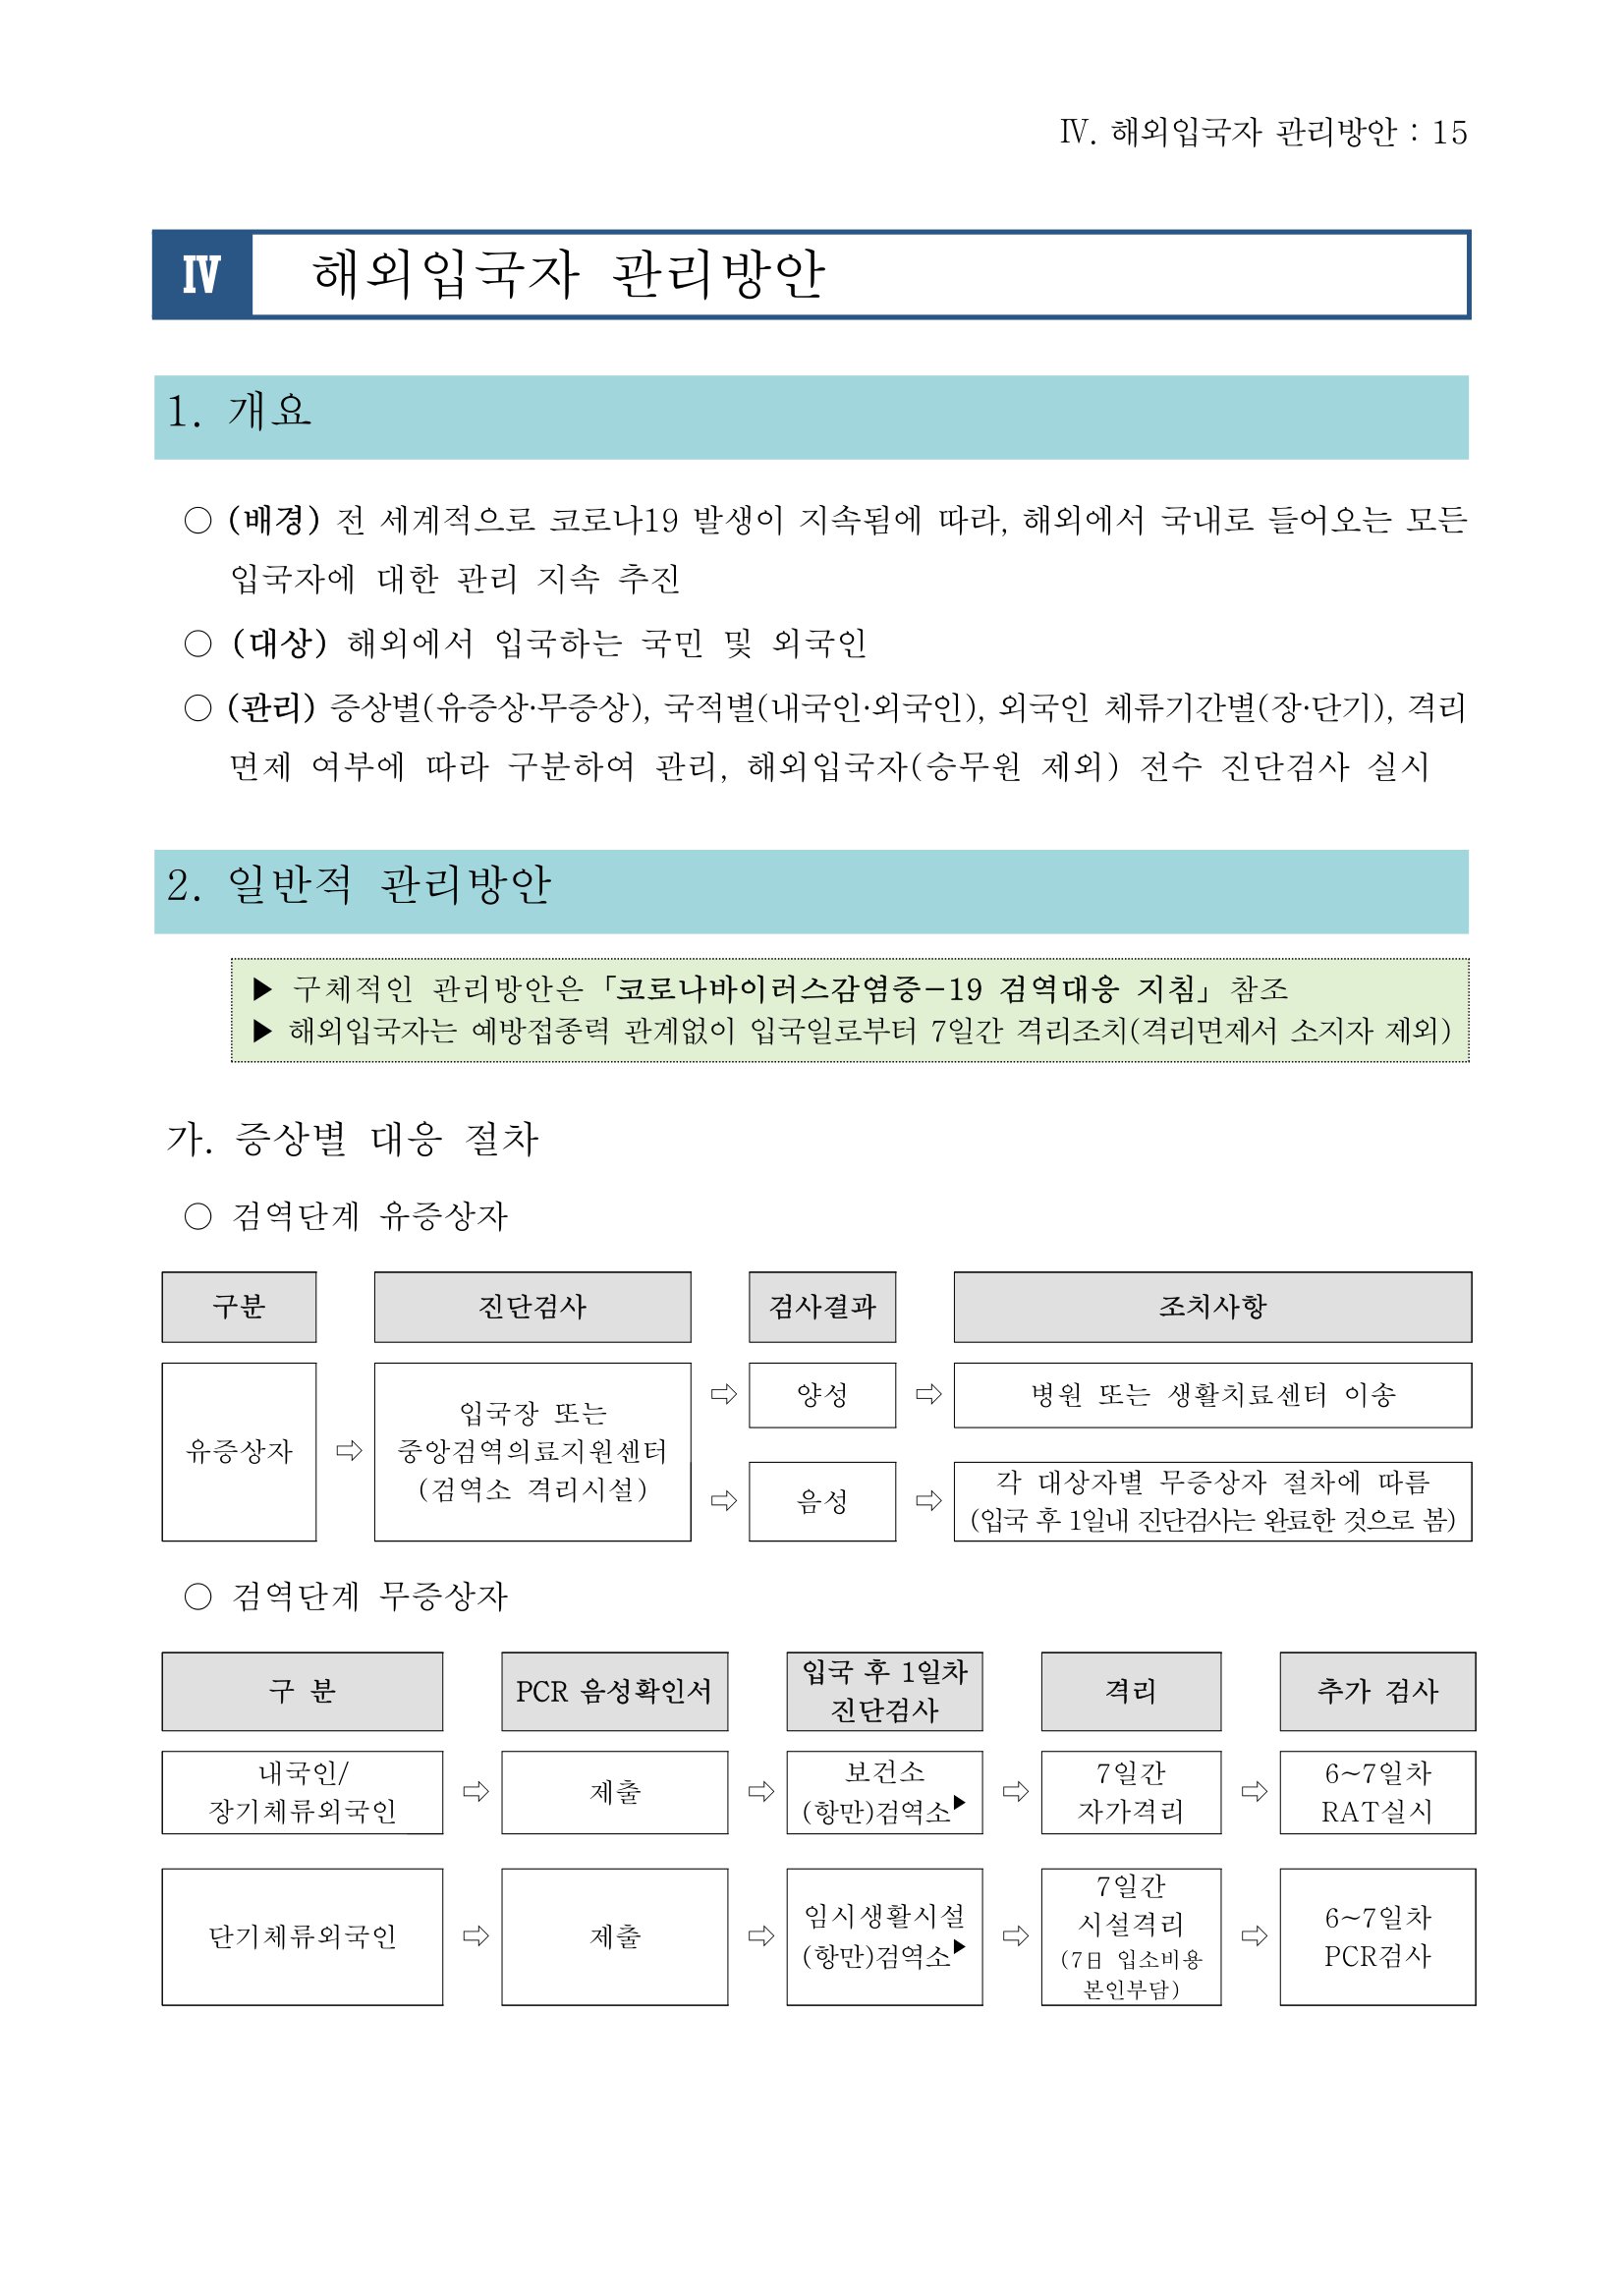 Ⅳ. 해외입국자 관리방안 : 15
Ⅳ 해외입국자 관리방안
1. 개요
○ (배경) 전 세계적으로 코로나19 발생이 지속됨에 따라, 해외에서 국내로 들어오는 모든
입국자에 대한 관리 지속 추진
○ (대상) 해외에서 입국하는 국민 및 외국인
○ (관리) 증상별(유증상·무증상), 국적별(내국인·외국인), 외국인 체류기간별(장·단기), 격리
면제 여부에 따라 구분하여 관리, 해외입국자(승무원 제외) 전수 진단검사 실시
2. 일반적 관리방안
▶ 구체적인 관리방안은 「코로나바이러스감염증-19 검역대응 지침」 참조
▶ 해외입국자는 예방접종력 관계없이 입국일로부터 7일간 격리조치(격리면제서 소지자 제외)
가. 증상별 대응 절차
○ 검역단계 유증상자
구분 진단검사 검사결과 조치사항
유증상자 ⇨
입국장 또는
중앙검역의료지원센터
(검역소 격리시설)
⇨ 양성 ⇨ 병원 또는 생활치료센터 이송
⇨ 음성 ⇨
각 대상자별 무증상자 절차에 따름
(입국 후 1일내 진단검사는 완료한 것으로 봄)
○ 검역단계 무증상자
구 분
PCR 음성확인서
입국 후 1일차
진단검사
격리
추가 검사
내국인/
장기체류외국인
⇨ 제출 ⇨
보건소
(항만)검역소▶
⇨
7일간
자가격리
⇨
6~7일차
RAT실시
단기체류외국인
⇨ 제출 ⇨
임시생활시설
(항만)검역소▶
⇨
7일간
시설격리
(7日 입소비용
본인부담)
⇨
6~7일차
PCR검사